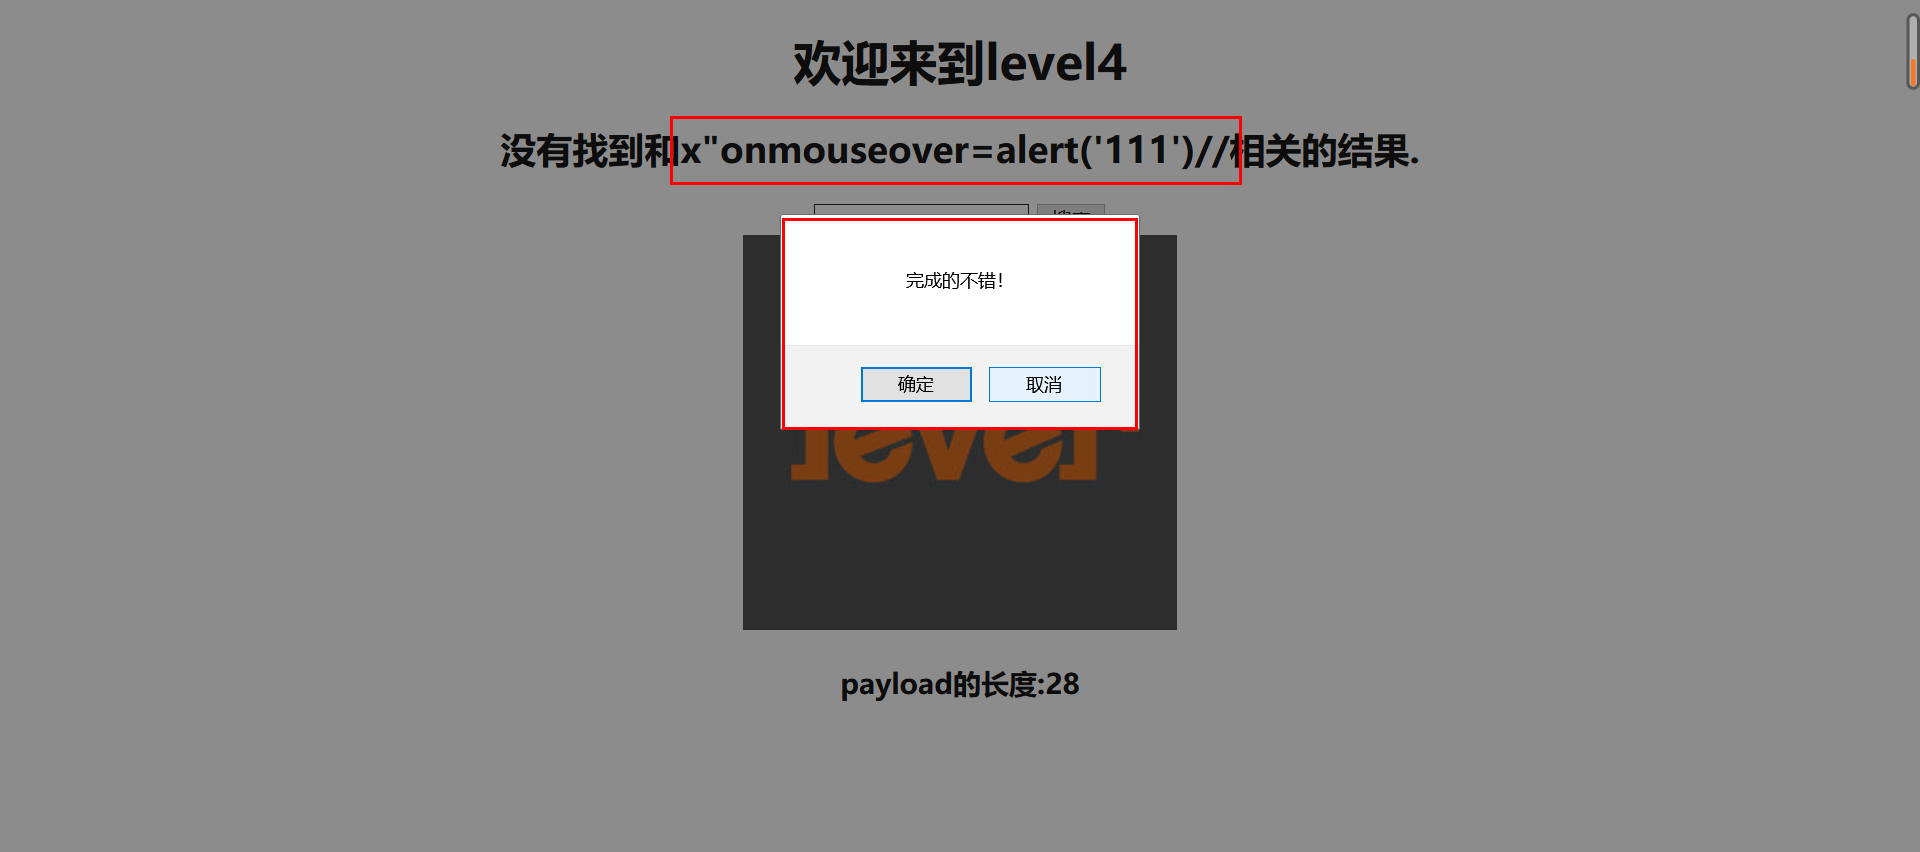 欢迎来到level4
没有找到和x"onmouseover=alert('111')//相关的结果.
完成的不错!
确定 取消
level
payload的长度:28